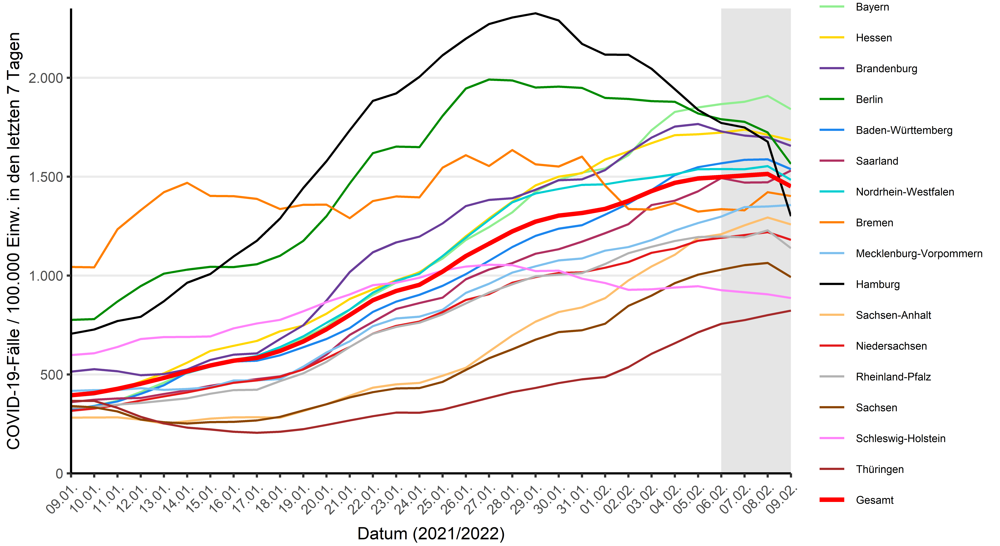 COVID-19-Fälle / 100.000 Einw. in den letzten 7 Tagen
2.000
1.500
1.000
500
0
09.01.
10.01.
11.01.
12.01.
13.01.
14.01.
15.01.
16.01.
17.01.
18.01.
19.01.
20.01.
21.01.
22.01.
23.01.
24.01.
25.01.
26.01.
27.01.
28.01.
29.01.
30.01.
31.01.
01.02.
02.02.
03.02.
04.02.
05.02.
06.02.
07.02.
08.02.
09.02.
Datum (2021/2022)
Bayern
Hessen
Brandenburg
Berlin
Baden-Württemberg
Saarland
Nordrhein-Westfalen
Bremen
Mecklenburg-Vorpommern
Hamburg
Sachsen-Anhalt
Niedersachsen
Rheinland-Pfalz
Sachsen
Schleswig-Holstein
Thüringen
Gesamt